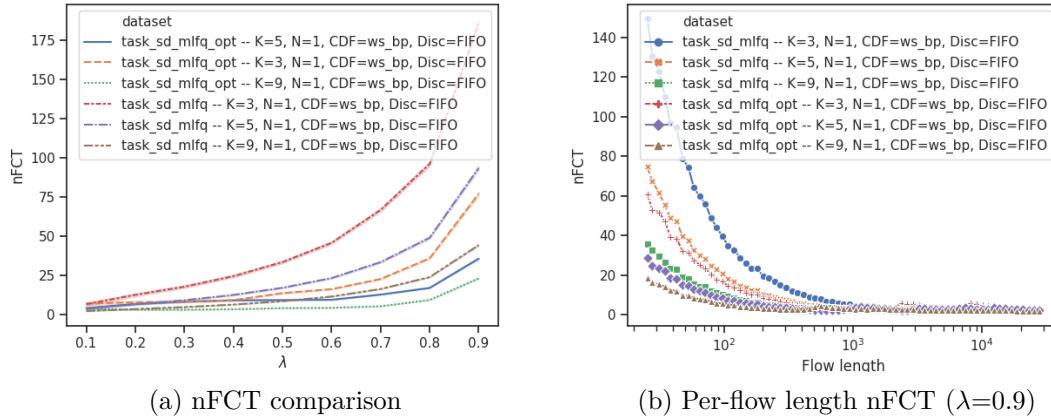 dataset
task_sd_mlfq_opt -- K=5, N=1, CDF=ws_bp, Disc=FIFO
task_sd_mlfq_opt -- K=3, N=1, CDF=ws_bp, Disc=FIFO
task_sd_mlfq_opt -- K=9, N=1, CDF=ws_bp, Disc=FIFO
task_sd_mlfq -- K=3, N=1, CDF=ws_bp, Disc=FIFO
task_sd_mlfq -- K=5, N=1, CDF=ws_bp, Disc=FIFO
task_sd_mlfq -- K=9, N=1, CDF=ws_bp, Disc=FIFO
nFCT
175
150
125
100
75
50
25
0
0.1 0.2 0.3 0.4 0.5 0.6 0.7 0.8 0.9
λ
(a) nFCT comparison
dataset
task_sd_mlfq -- K=3, N=1, CDF=ws_bp, Disc=FIFO
task_sd_mlfq -- K=5, N=1, CDF=ws_bp, Disc=FIFO
task_sd_mlfq -- K=9, N=1, CDF=ws_bp, Disc=FIFO
task_sd_mlfq_opt -- K=3, N=1, CDF=ws_bp, Disc=FIFO
task_sd_mlfq_opt -- K=5, N=1, CDF=ws_bp, Disc=FIFO
task_sd_mlfq_opt -- K=9, N=1, CDF=ws_bp, Disc=FIFO
nFCT
140
120
100
80
60
40
20
0
10² 10³ 10⁴
Flow length
(b) Per-flow length nFCT (λ=0.9)